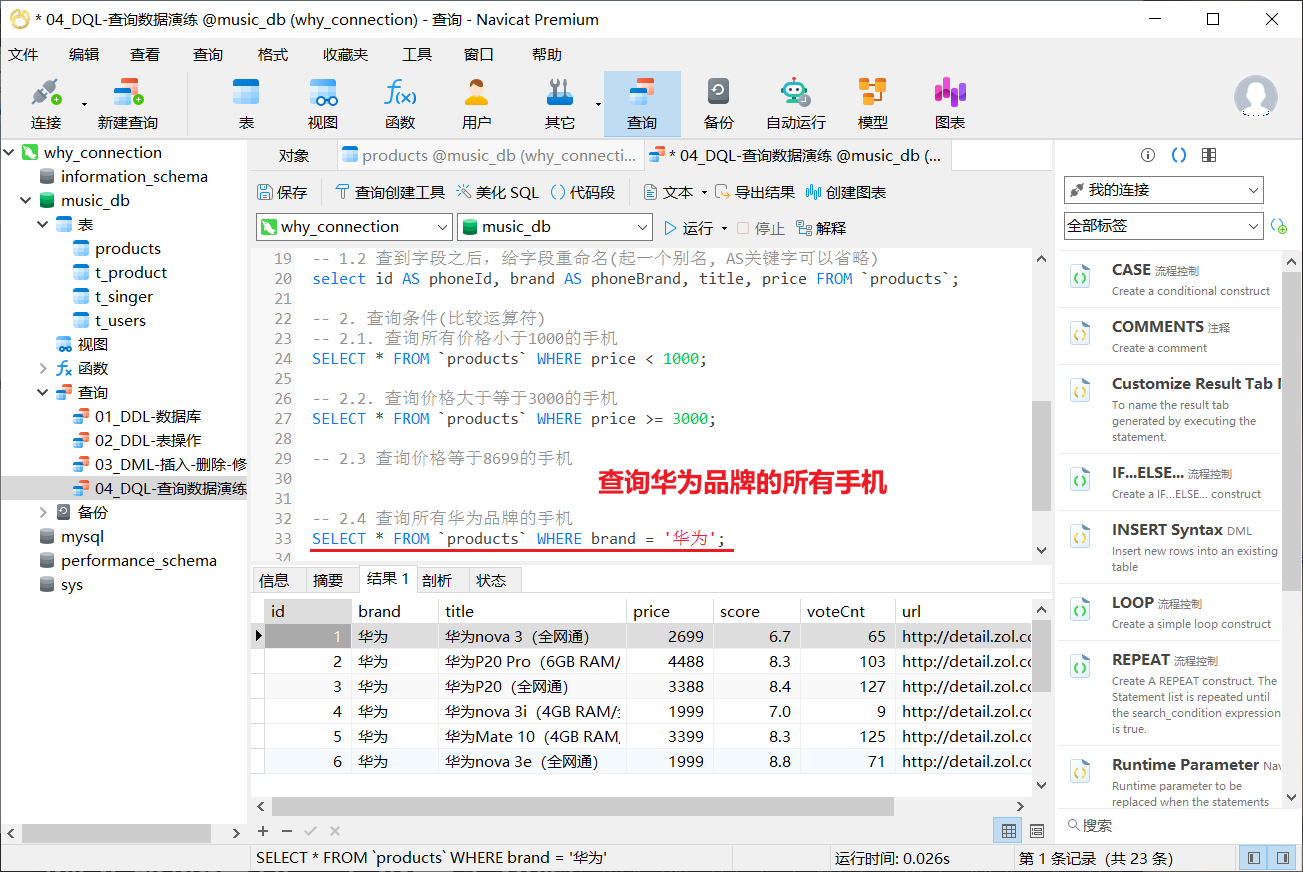 * 04_DQL-查询数据演练 @music_db (why_connection) - 查询 - Navicat Premium
文件 编辑 查看 查询 格式 收藏夹 工具 窗口 帮助
连接 新建查询 表 视图 函数 用户 其它 查询 备份 自动运行 模型 图表
why_connection
information_schema
music_db
表
products
t_product
t_singer
t_users
视图
函数
查询
01_DDL-数据库
02_DDL-表操作
03_DML-插入-删除-修
04_DQL-查询数据演练
备份
mysql
performance_schema
sys
对象 products @music_db (why_connecti... * 04_DQL-查询数据演练 @music_db (...
保存 查询创建工具 美化 SQL () 代码段 文本 导出结果 创建图表
why_connection music_db 运行 停止 解释
19 -- 1.2 查到字段之后，给字段重命名(起一个别名, AS关键字可以省略)
20 select id AS phoneId, brand AS phoneBrand, title, price FROM `products`;
21
22 -- 2. 查询条件(比较运算符)
23 -- 2.1. 查询所有价格小于1000的手机
24 SELECT * FROM `products` WHERE price < 1000;
25
26 -- 2.2. 查询价格大于等于3000的手机
27 SELECT * FROM `products` WHERE price >= 3000;
28
29 -- 2.3 查询价格等于8699的手机
30
查询华为品牌的所有手机
31
32 -- 2.4 查询所有华为品牌的手机
33 SELECT * FROM `products` WHERE brand = '华为';
34
信息 摘要 结果 1 剖析 状态
id brand title price score voteCnt url
1 华为 华为nova 3（全网通) 2699 6.7 65 http://detail.zol.cc
2 华为 华为P20 Pro（6GB RAM/ 4488 8.3 103 http://detail.zol.cc
3 华为 华为P20（全网通) 3388 8.4 127 http://detail.zol.cc
4 华为 华为nova 3i（4GB RAM/ 1999 7.0 9 http://detail.zol.cc
5 华为 华为Mate 10（4GB RAM, 3399 8.3 125 http://detail.zol.cc
6 华为 华为nova 3e（全网通) 1999 8.8 71 http://detail.zol.cc
SELECT * FROM `products` WHERE brand = '华为' 运行时间: 0.026s 第 1 条记录 (共 23 条)
我的连接
全部标签
CASE 流程控制
Create a conditional construct
COMMENTS 注释
Create a comment
Customize Result Tab N
To name the result tab
generated by executing the
statement.
IF...ELSE... 流程控制
Create a IF...ELSE... construct
INSERT Syntax DML
Insert new rows into an existing
table
LOOP 流程控制
Create a simple loop construct
REPEAT 流程控制
Create A REPEAT construct. The
Statement list is repeated until
the search_condition expression
is true.
Runtime Parameter Nav
Runtime parameter to be
replaced when the statements
搜索